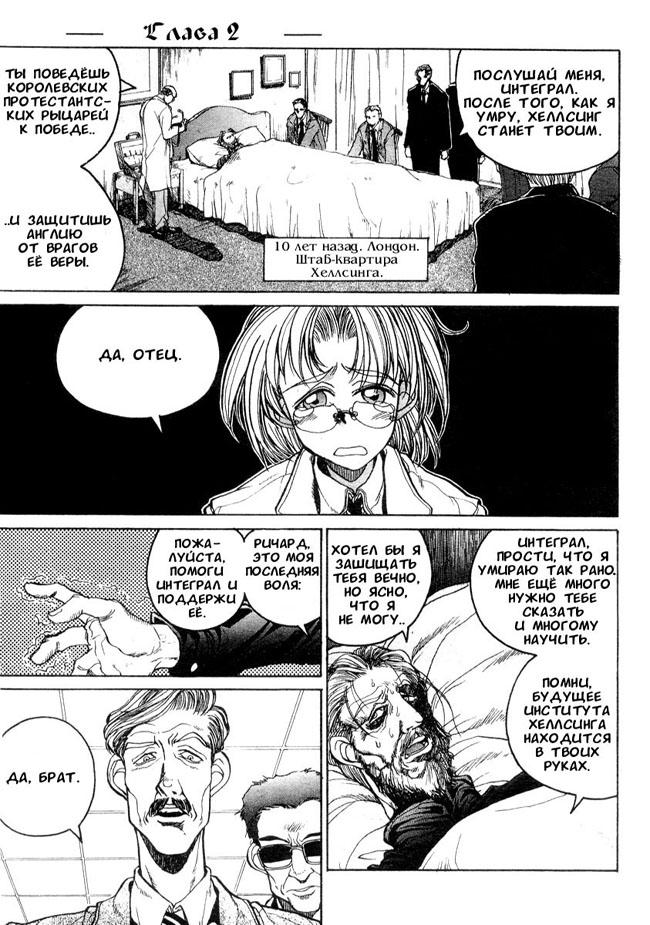 Глава 2
ПОСЛУШАЙ МЕНЯ,
ИНТЕГРАЛ.
ПОСЛЕ ТОГО, КАК Я
УМРУ, ХЕЛЛСИНГ
СТАНЕТ ТВОИМ.
ТЫ ПОВЕДЁШЬ
КОРОЛЕВСКИХ
ПРОТЕСТАНТС-
КИХ РЫЦАРЕЙ
К ПОБЕДЕ..
..И ЗАЩИТИШЬ
АНГЛИЮ
ОТ ВРАГОВ
ЕЁ ВЕРЫ.
10 лет назад. Лондон.
Штаб-квартира
Хеллсинга.
ДА, ОТЕЦ.
ИНТЕГРАЛ,
ПРОСТИ, ЧТО Я
УМИРАЮ ТАК РАНО.
МНЕ ЕЩЁ МНОГО
НУЖНО ТЕБЕ
СКАЗАТЬ
И МНОГОМУ
НАУЧИТЬ.
ХОТЕЛ БЫ Я
ЗАШИЩАТЬ
ТЕБЯ ВЕЧНО,
НО ЯСНО,
ЧТО Я
НЕ МОГУ..
ПОМНИ,
БУДУЩЕЕ
ИНСТИТУТА
ХЕЛЛСИНГА
НАХОДИТСЯ
В ТВОИХ
РУКАХ.
РИЧАРД,
ЭТО МОЯ
ПОСЛЕДНЯЯ
ВОЛЯ:
ПОЖА-
ЛУЙСТА,
ПОМОГИ
ИНТЕГРАЛ И
ПОДДЕРЖИ
ЕЁ.
ДА, БРАТ.